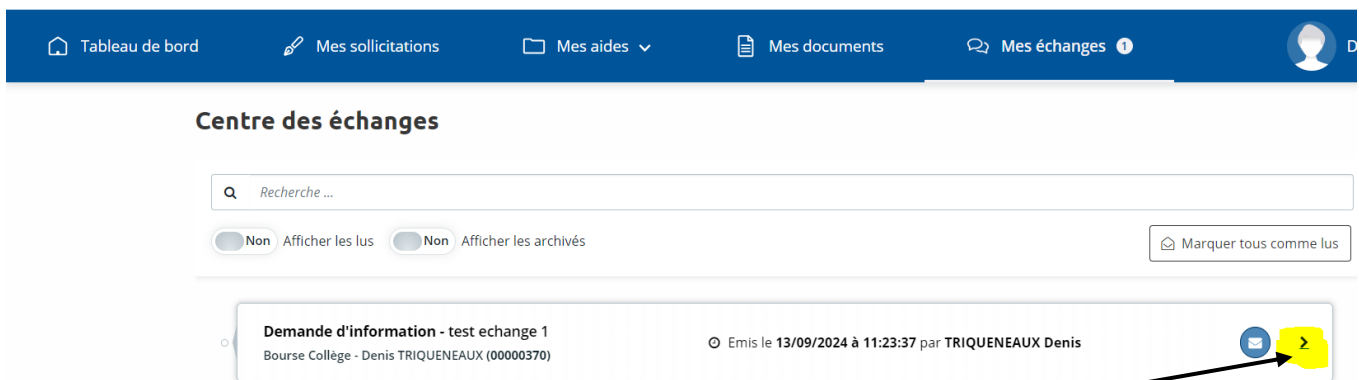 Tableau de bord Mes sollicitations Mes aides Mes documents Mes échanges 1 D
Centre des échanges
Recherche ...
Non Afficher les lus Non Afficher les archivés Marquer tous comme lus
Demande d'information - test echange 1
Bourse Collège - Denis TRIQUENEAUX (00000370)
Emis le 13/09/2024 à 11:23:37 par TRIQUENEAUX Denis